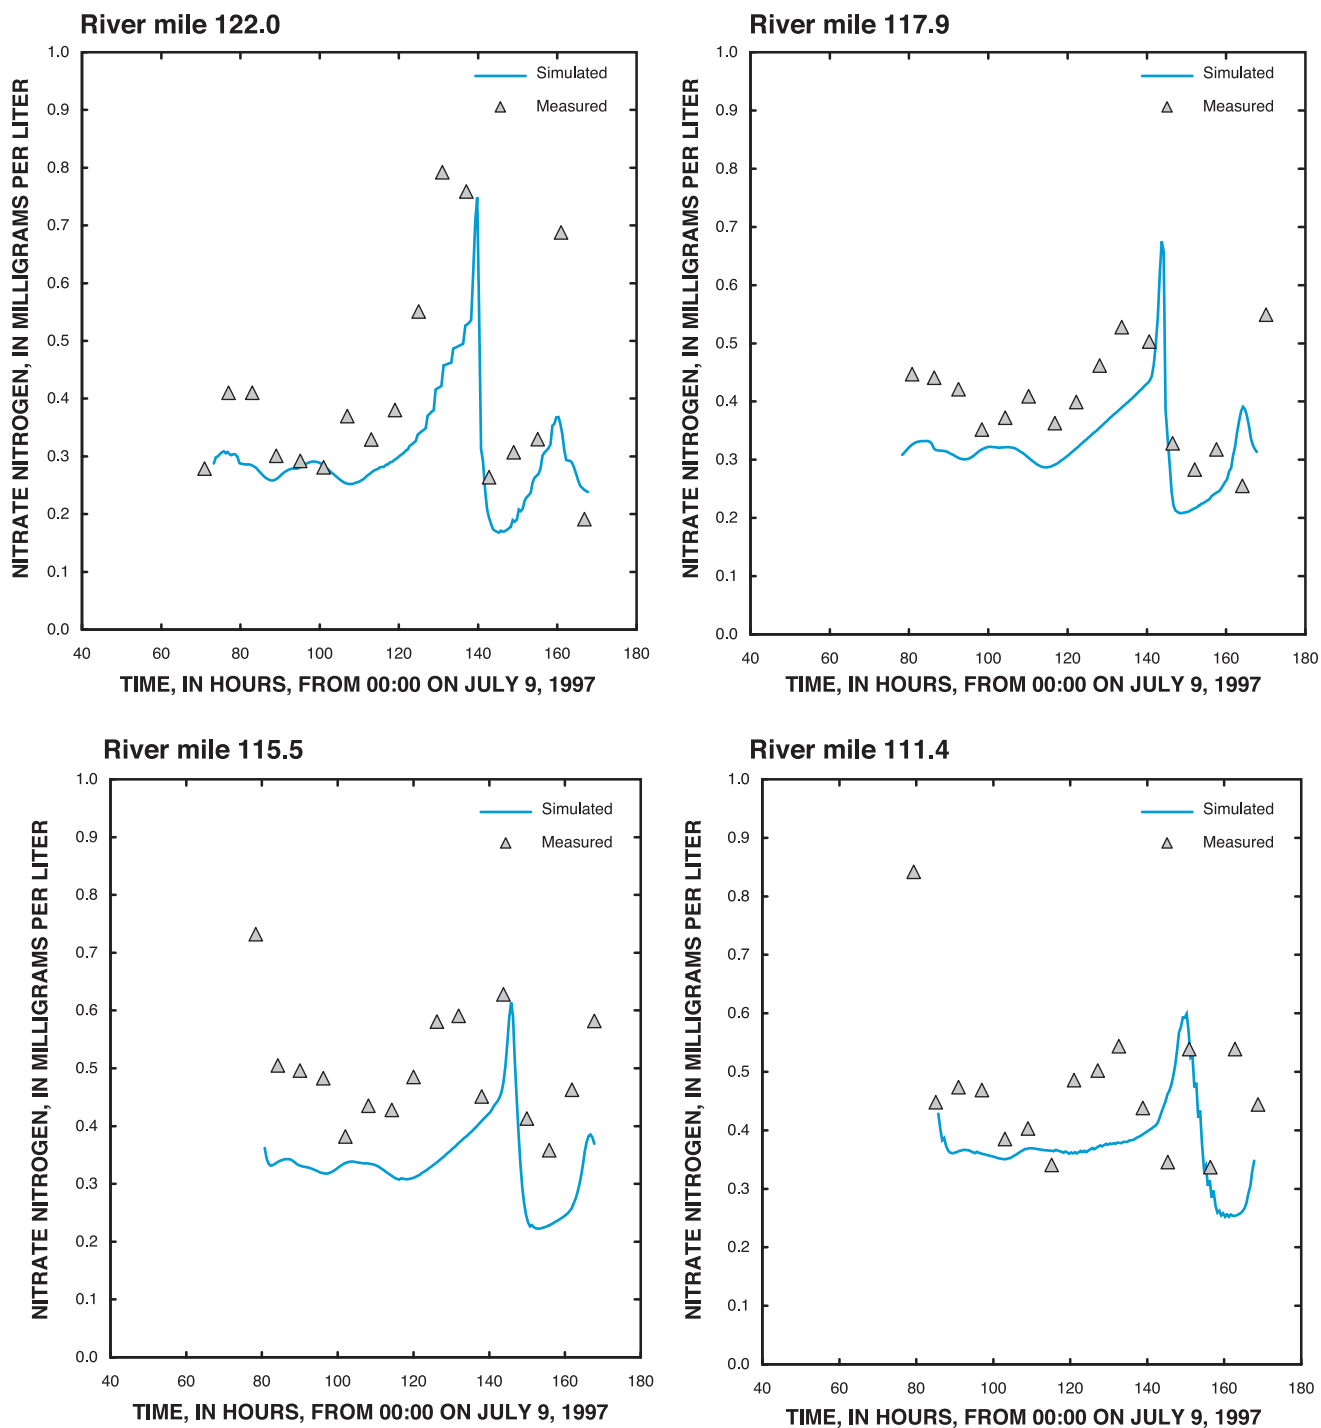 River mile 122.0
NITRATE NITROGEN, IN MILLIGRAMS PER LITER
1.0
0.9
0.8
0.7
0.6
0.5
0.4
0.3
0.2
0.1
0.0
Simulated
Measured
40 60 80 100 120 140 160 180
TIME, IN HOURS, FROM 00:00 ON JULY 9, 1997
River mile 117.9
NITRATE NITROGEN, IN MILLIGRAMS PER LITER
1.0
0.9
0.8
0.7
0.6
0.5
0.4
0.3
0.2
0.1
0.0
Simulated
Measured
40 60 80 100 120 140 160 180
TIME, IN HOURS, FROM 00:00 ON JULY 9, 1997
River mile 115.5
NITRATE NITROGEN, IN MILLIGRAMS PER LITER
1.0
0.9
0.8
0.7
0.6
0.5
0.4
0.3
0.2
0.1
0.0
Simulated
Measured
40 60 80 100 120 140 160 180
TIME, IN HOURS, FROM 00:00 ON JULY 9, 1997
River mile 111.4
NITRATE NITROGEN, IN MILLIGRAMS PER LITER
1.0
0.9
0.8
0.7
0.6
0.5
0.4
0.3
0.2
0.1
0.0
Simulated
Measured
40 60 80 100 120 140 160 180
TIME, IN HOURS, FROM 00:00 ON JULY 9, 1997